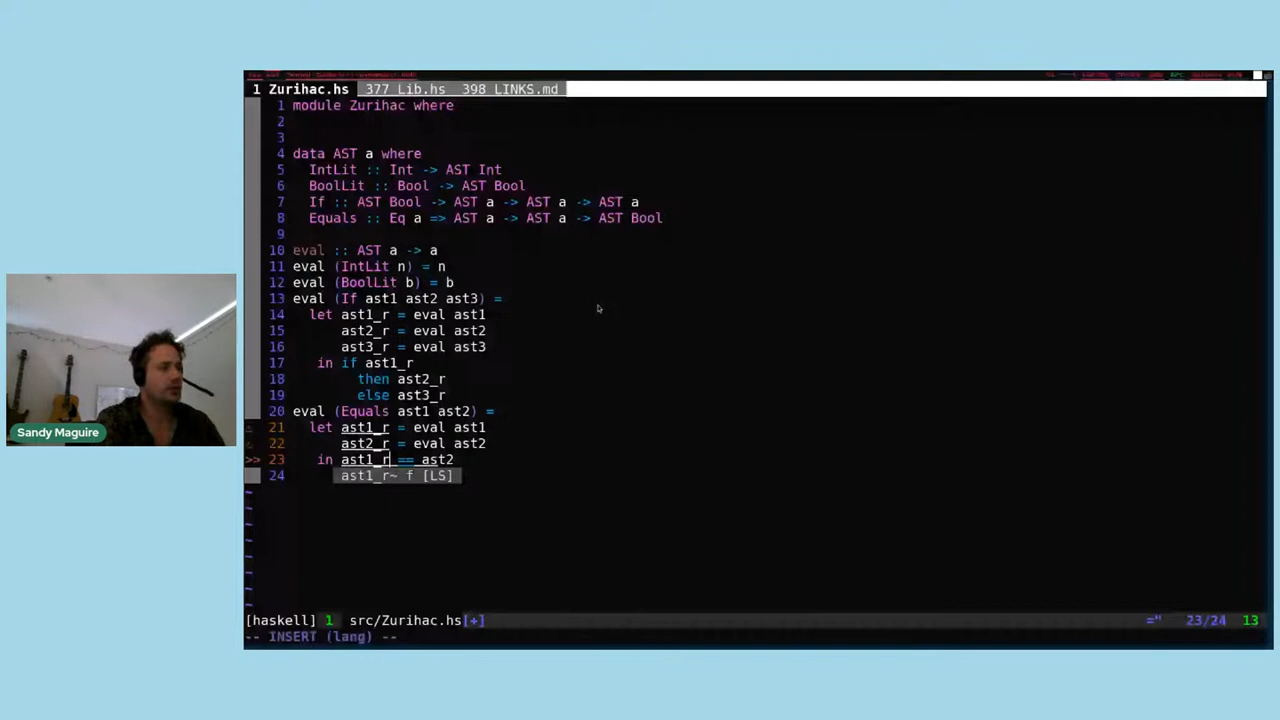 1 Zurihac.hs 377 Lib.hs 398 LINKS.md
1 module Zurihac where
2
3
4 data AST a where
5   IntLit :: Int -> AST Int
6   BoolLit :: Bool -> AST Bool
7   If :: AST Bool -> AST a -> AST a -> AST a
8   Equals :: Eq a => AST a -> AST a -> AST Bool
9
10 eval :: AST a -> a
11 eval (IntLit n) = n
12 eval (BoolLit b) = b
13 eval (If ast1 ast2 ast3) =
14   let ast1_r = eval ast1
15       ast2_r = eval ast2
16       ast3_r = eval ast3
17    in if ast1_r
18         then ast2_r
19         else ast3_r
20 eval (Equals ast1 ast2) =
21   let ast1_r = eval ast1
22       ast2_r = eval ast2
>> 23    in ast1_r == ast2
24 ast1_r~ f [LS]
~
~
~
~
~
~
~
~
[haskell] 1 src/Zurihac.hs[+] =" 23/24 13
-- INSERT (lang) --
Sandy Maguire